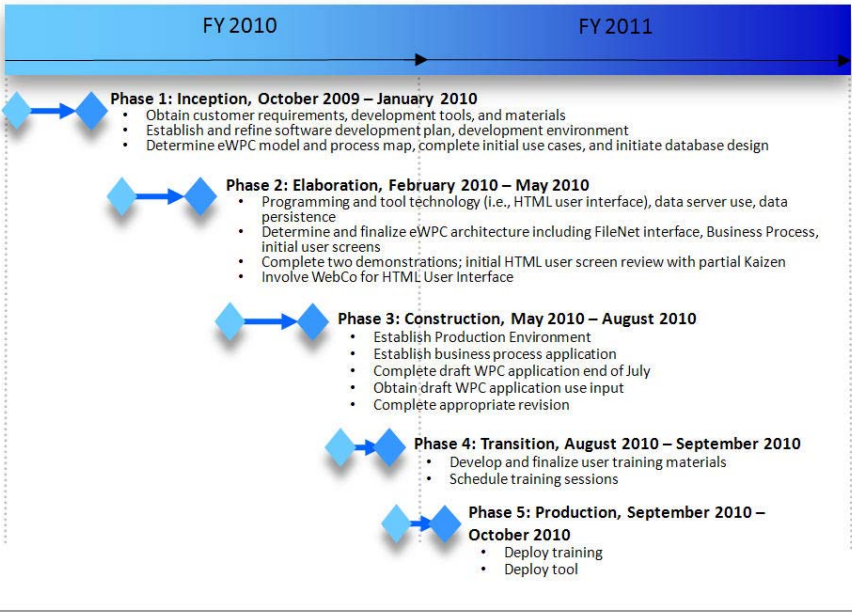 FY 2010
FY 2011
Phase 1: Inception, October 2009 – January 2010
• Obtain customer requirements, development tools, and materials
• Establish and refine software development plan, development environment
• Determine eWPC model and process map, complete initial use cases, and initiate database design
Phase 2: Elaboration, February 2010 – May 2010
• Programming and tool technology (i.e., HTML user interface), data server use, data
persistence
• Determine and finalize eWPC architecture including FileNet interface, Business Process,
initial user screens
• Complete two demonstrations; initial HTML user screen review with partial Kaizen
• Involve WebCo for HTML User Interface
Phase 3: Construction, May 2010 – August 2010
• Establish Production Environment
• Establish business process application
• Complete draft WPC application end of July
• Obtain draft WPC application use input
• Complete appropriate revision
Phase 4: Transition, August 2010 – September 2010
• Develop and finalize user training materials
• Schedule training sessions
Phase 5: Production, September 2010 –
October 2010
• Deploy training
• Deploy tool